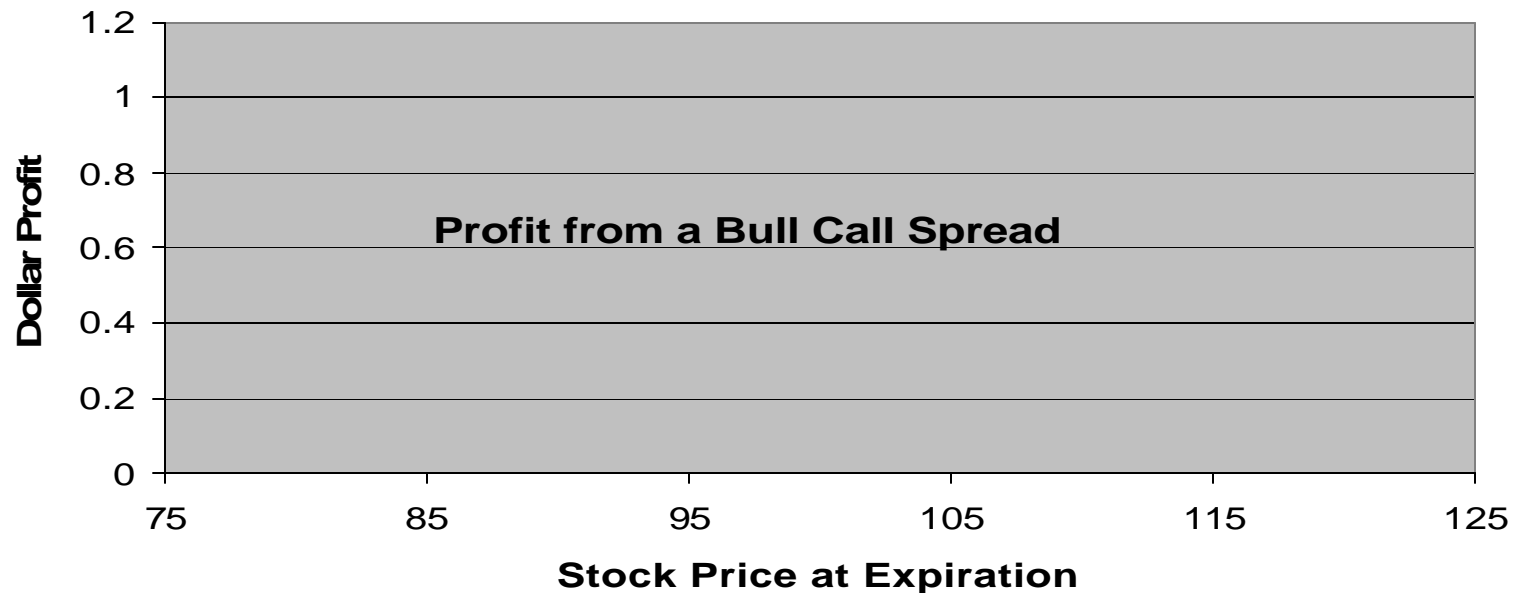 1.2
1
0.8
0.6
0.4
0.2
0
Dollar Profit
Profit from a Bull Call Spread
75 85 95 105 115 125
Stock Price at Expiration